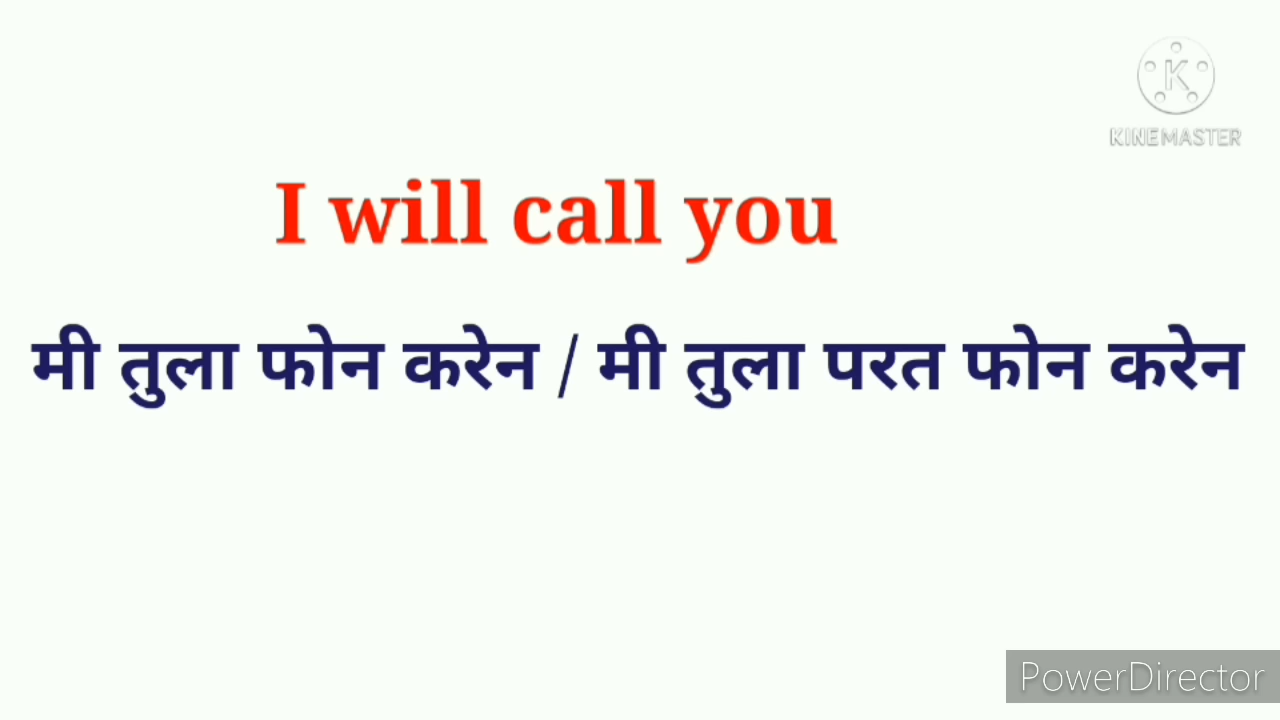 K
KINEMASTER
I will call you
मी तुला फोन करेन / मी तुला परत फोन करेन
PowerDirector